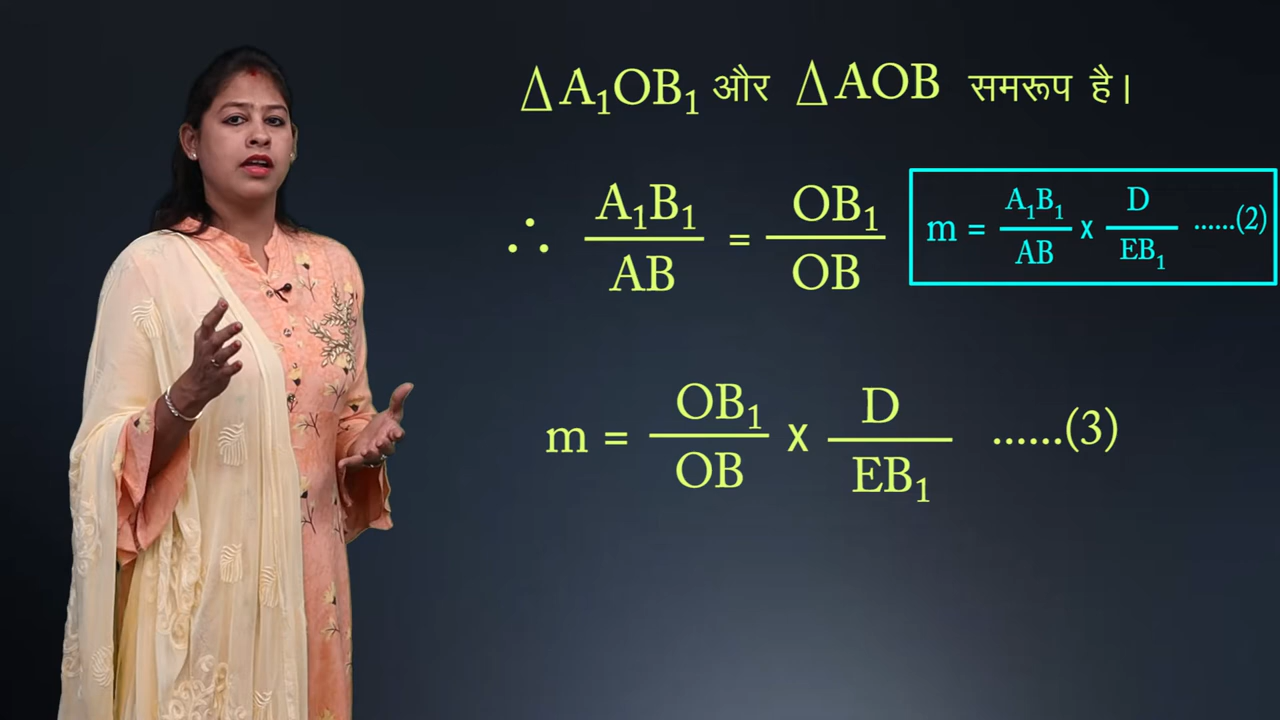 ΔA₁OB₁ और ΔAOB समरूप है।
∴ A₁B₁/AB = OB₁/OB
m = A₁B₁/AB x D/EB₁ ......(2)
m = OB₁/OB x D/EB₁ ......(3)